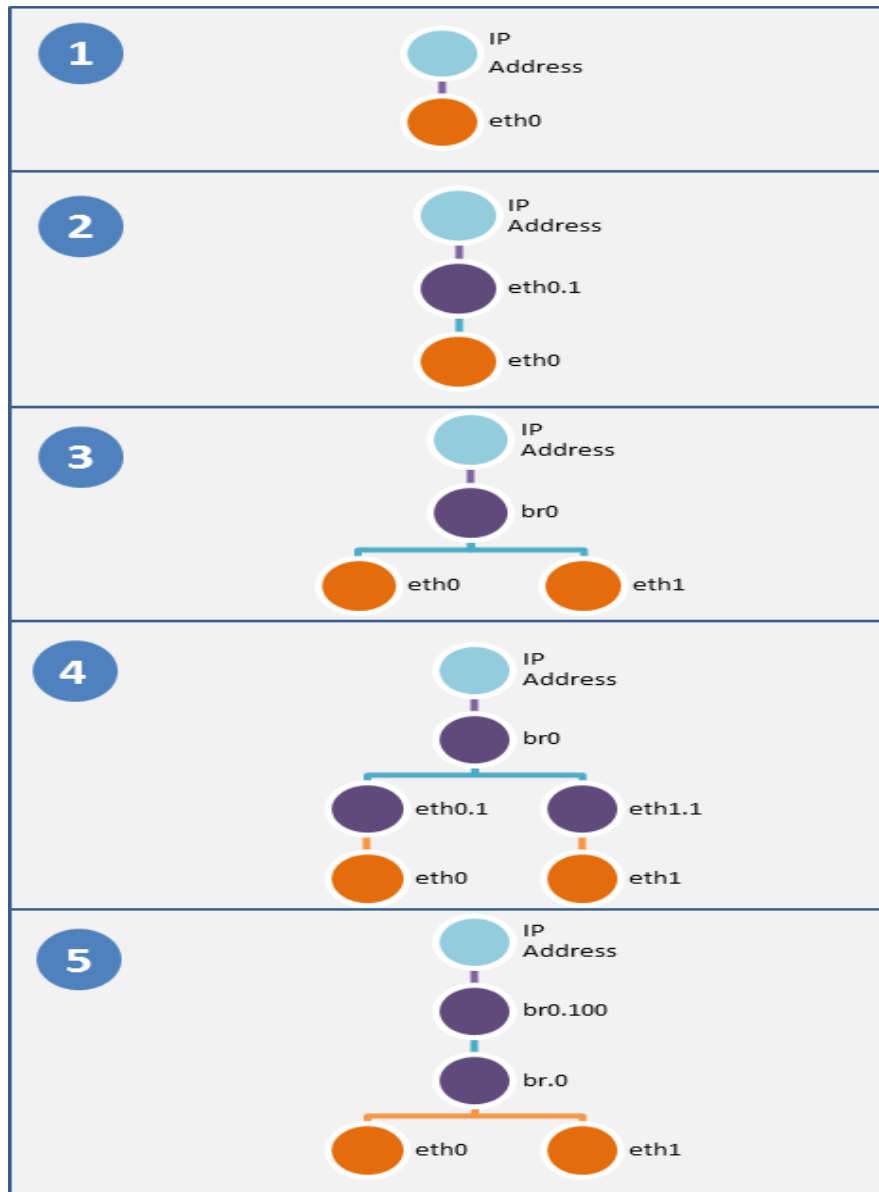 1
IP
Address
eth0
2
IP
Address
eth0.1
eth0
3
IP
Address
br0
eth0
eth1
4
IP
Address
br0
eth0.1
eth1.1
eth0
eth1
5
IP
Address
br0.100
br.0
eth0
eth1